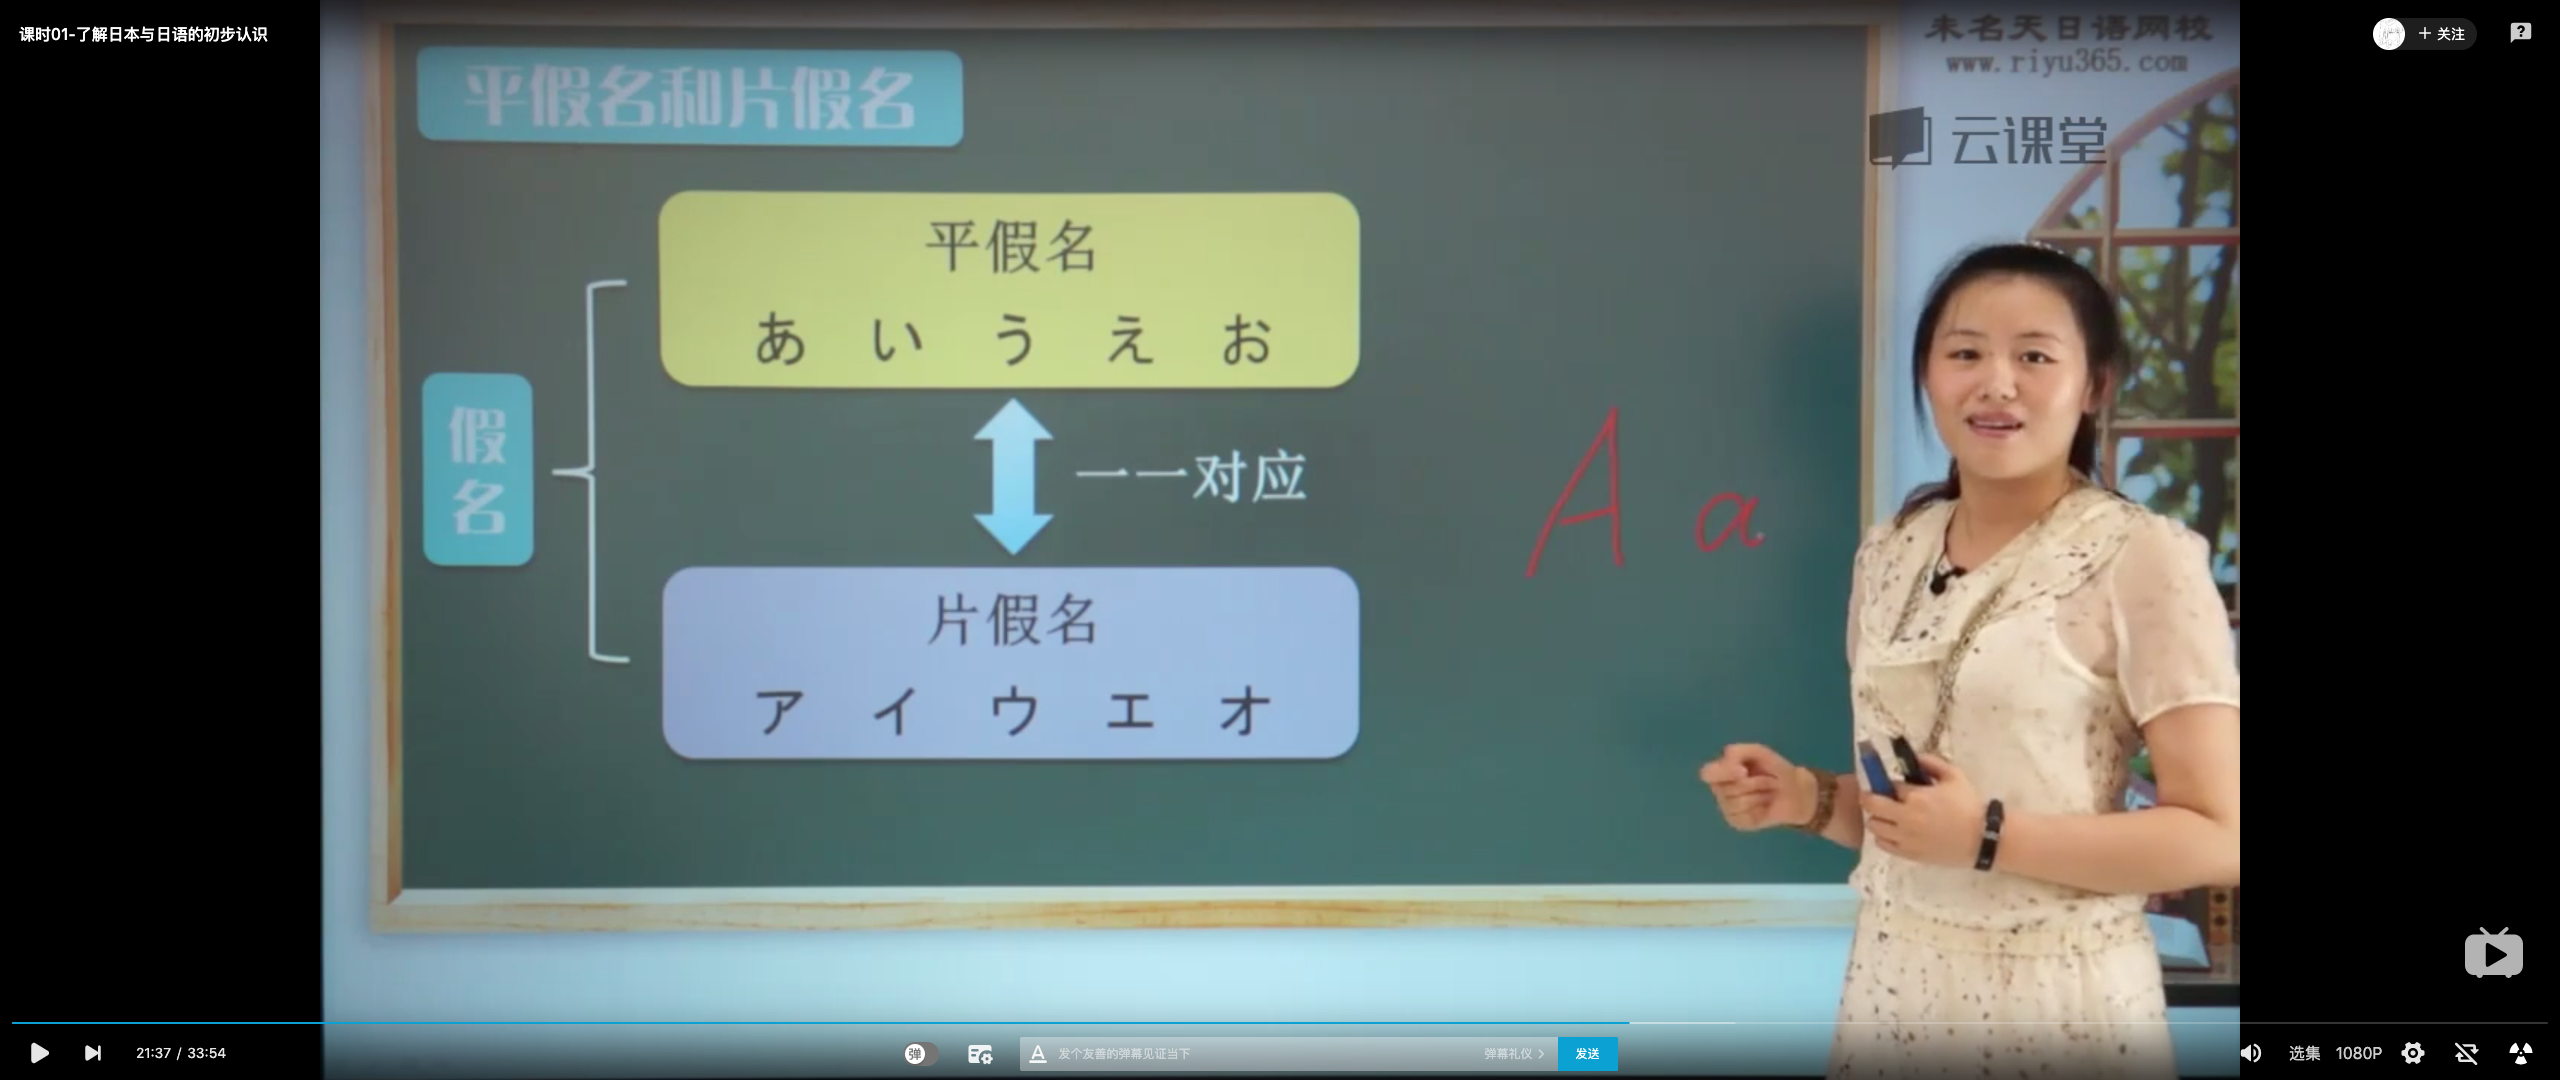 课时01-了解日本与日语的初步认识
+ 关注
未名天日语网校
www.riyu365.com
云课堂
平假名和片假名
平假名
あ い う え お
假名
一一对应
A a
片假名
ア イ ウ エ オ
21:37 / 33:54
弹
A 发个友善的弹幕见证当下
弹幕礼仪 >
发送
选集
1080P